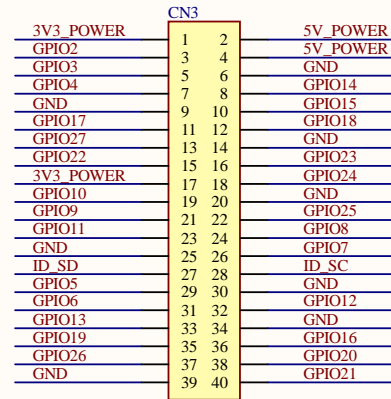 CN3
3V3_POWER 1 2 5V_POWER
GPIO2 3 4 5V_POWER
GPIO3 5 6 GND
GPIO4 7 8 GPIO14
GND 9 10 GPIO15
GPIO17 11 12 GPIO18
GPIO27 13 14 GND
GPIO22 15 16 GPIO23
3V3_POWER 17 18 GPIO24
GPIO10 19 20 GND
GPIO9 21 22 GPIO25
GPIO11 23 24 GPIO8
GND 25 26 GPIO7
ID_SD 27 28 ID_SC
GPIO5 29 30 GND
GPIO6 31 32 GPIO12
GPIO13 33 34 GND
GPIO19 35 36 GPIO16
GPIO26 37 38 GPIO20
GND 39 40 GPIO21